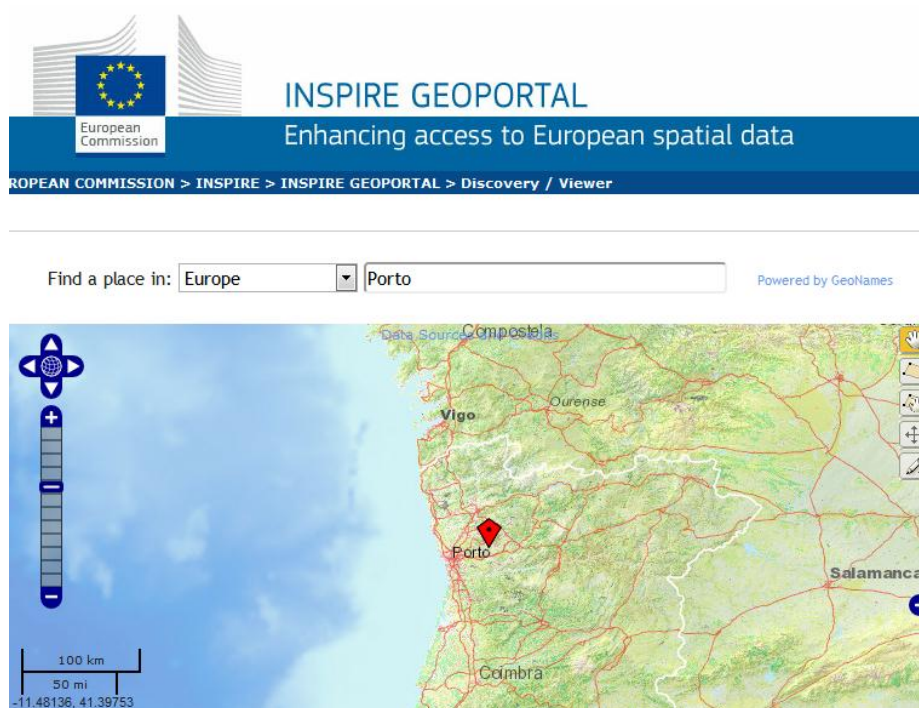 European
Commission
INSPIRE GEOPORTAL
Enhancing access to European spatial data
ROPEAN COMMISSION > INSPIRE > INSPIRE GEOPORTAL > Discovery / Viewer
Find a place in: Europe Porto Powered by GeoNames
Compostela
Data Sources and
Ourense
Vigo
Porto
Salamanca
Coimbra
100 km
50 mi
-11.48136, 41.39753